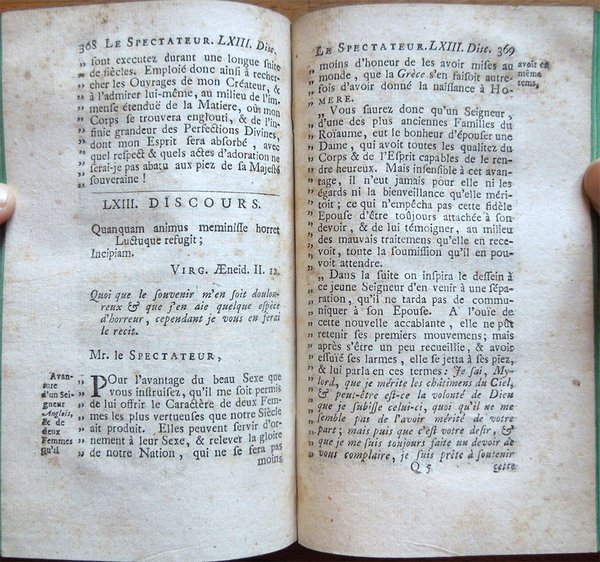 368 LE SPECTATEUR. LXIII. Disc.
„ sont executez durant une longue suite
„ de siécles. Emploié donc ainsi à recher-
„ cher les Ouvrages de mon Créateur, &
„ à l'admirer lui-même, au milieu de l'im-
„ mense étenduë de la Matiere, où mon
„ Corps se trouvera englouti, & de l'in-
„ finie grandeur des Perfections Divines,
„ dont mon Esprit sera absorbé, avec
„ quel respect & quels actes d'adoration ne
„ serai-je pas abatu aux piez de sa Majesté
„ souveraine!
LXIII. DISCOURS.
Quanquam animus meminisse horret
Luctuque refugit;
Incipiam.
VIRG. Æneid. II. 12.
Quoi que le souvenir m'en soit doulou-
reux & que j'en aie quelque espèce
d'horreur, cependant je vous en ferai
le recit.
Mr. le SPECTATEUR,
Avan-
ture
d'un Sei-
gneur
Anglois,
& de
deux
Femmes
qu'il
„ POur l'avantage du beau Sexe que
„ vous instruisez, qu'il me soit permis
„ de lui offrir le Caractère de deux Fem-
„ mes les plus vertueuses que notre Siècle
„ ait produit. Elles peuvent servir d'or-
„ nement à leur Sexe, & relever la gloire
„ de notre Nation, qui ne se fera pas
moins
LE SPECTATEUR. LXIII. Disc. 369
„ moins d'honneur de les avoir mises au
„ monde, que la Grèce s'en faisoit autre-
„ fois d'avoir donné la naissance à HO-
„ MERE.
avoit en
même
tems,
„ Vous saurez donc qu'un Seigneur,
„ d'une des plus anciennes Familles du
„ Roïaume, eut le bonheur d'épouser une
„ Dame, qui avoit toutes les qualitez du
„ Corps & de l'Esprit capables de le ren-
„ dre heureux. Mais insensible à cet avan-
„ tage, il n'eut jamais pour elle ni les
„ égards ni la bienveillance qu'elle méri-
„ toit; ce qui n'empêcha pas cette fidèle
„ Epouse d'être toûjours attachée à son
„ devoir, & de lui témoigner, au milieu
„ des mauvais traitemens qu'elle en rece-
„ voit, toute la soumission qu'il en pou-
„ voit attendre.
„ Dans la suite on inspira le dessein à
„ ce jeune Seigneur d'en venir à une sépa-
„ ration, qu'il ne tarda pas de commu-
„ niquer à son Epouse. A l'ouïe de
„ cette nouvelle accablante, elle ne pût
„ retenir ses premiers mouvemens; mais
„ après s'être un peu recueillie, & avoir
„ essuïé ses larmes, elle se jetta à ses piez,
„ & lui parla en ces termes: Je sai, My-
„ lord, que je mérite les châtimens du Ciel,
„ & peut-être est-ce la volonté de Dieu
„ que je subisse celui-ci, quoi qu'il ne me
„ semble pas de l'avoir mérité de votre
„ part; mais puis que c'est votre desir, &
„ que je me suis toujours faite un devoir de
„ vous complaire, je suis prête à soutenir
Q 5 cette